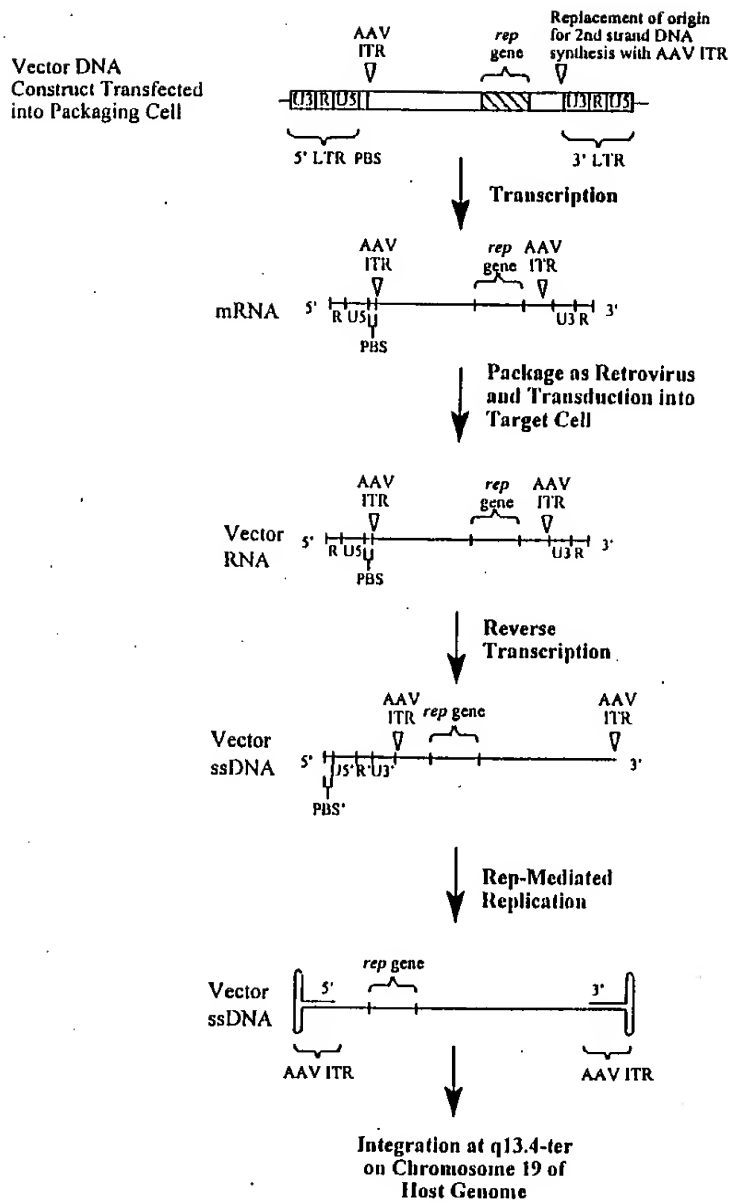 Replacement of origin
for 2nd strand DNA
synthesis with AAV ITR
AAV
ITR
rep
gene
Vector DNA
Construct Transfected
into Packaging Cell
U3 R U5
U3 R U5
5' LTR PBS
3' LTR
Transcription
AAV
ITR
rep
gene
AAV
ITR
mRNA
5'
3'
R U5
U3 R
PBS
Package as Retrovirus
and Transduction into
Target Cell
AAV
ITR
rep
gene
AAV
ITR
Vector
RNA
5'
3'
R U5
U3 R
PBS
Reverse
Transcription
AAV
ITR
rep gene
AAV
ITR
Vector
ssDNA
5'
3'
U5' R' U3'
PBS'
Rep-Mediated
Replication
rep gene
Vector
ssDNA
5'
3'
AAV ITR
AAV ITR
Integration at q13.4-ter
on Chromosome 19 of
Host Genome